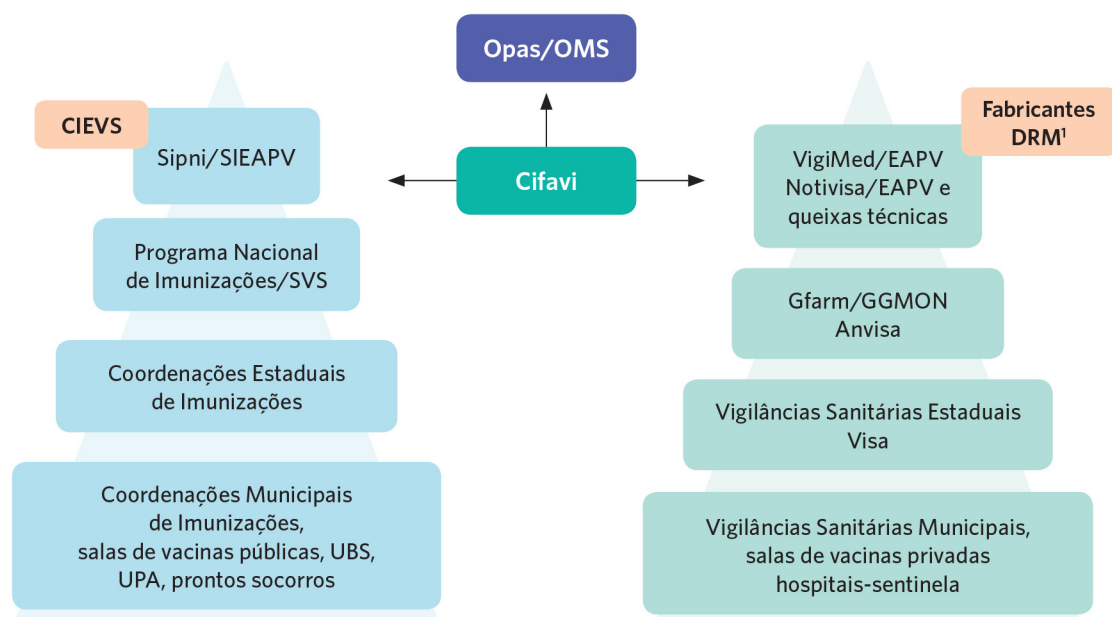 Opas/OMS
Cifavi
CIEVS
Sipni/SIEAPV
Programa Nacional
de Imunizações/SVS
Coordenações Estaduais
de Imunizações
Coordenações Municipais
de Imunizações,
salas de vacinas públicas, UBS,
UPA, prontos socorros
Fabricantes
DRM¹
VigiMed/EAPV
Notivisa/EAPV e
queixas técnicas
Gfarm/GGMON
Anvisa
Vigilâncias Sanitárias Estaduais
Visa
Vigilâncias Sanitárias Municipais,
salas de vacinas privadas
hospitais-sentinela